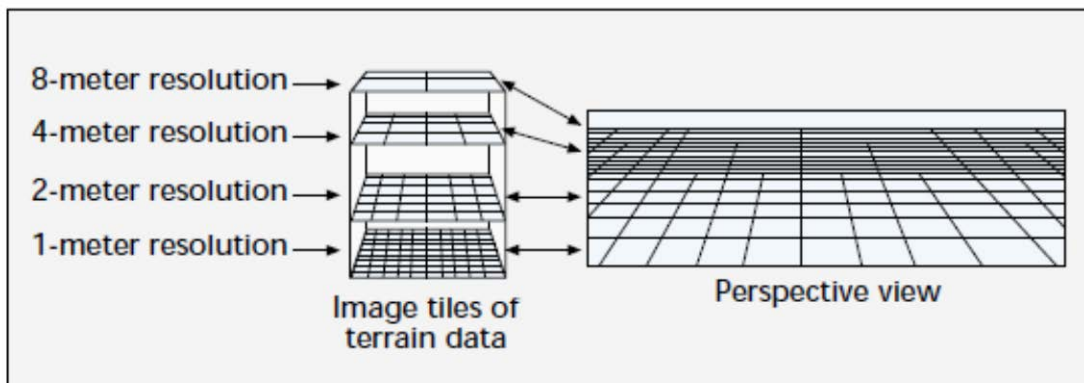 8-meter resolution
4-meter resolution
2-meter resolution
1-meter resolution
Image tiles of
terrain data
Perspective view